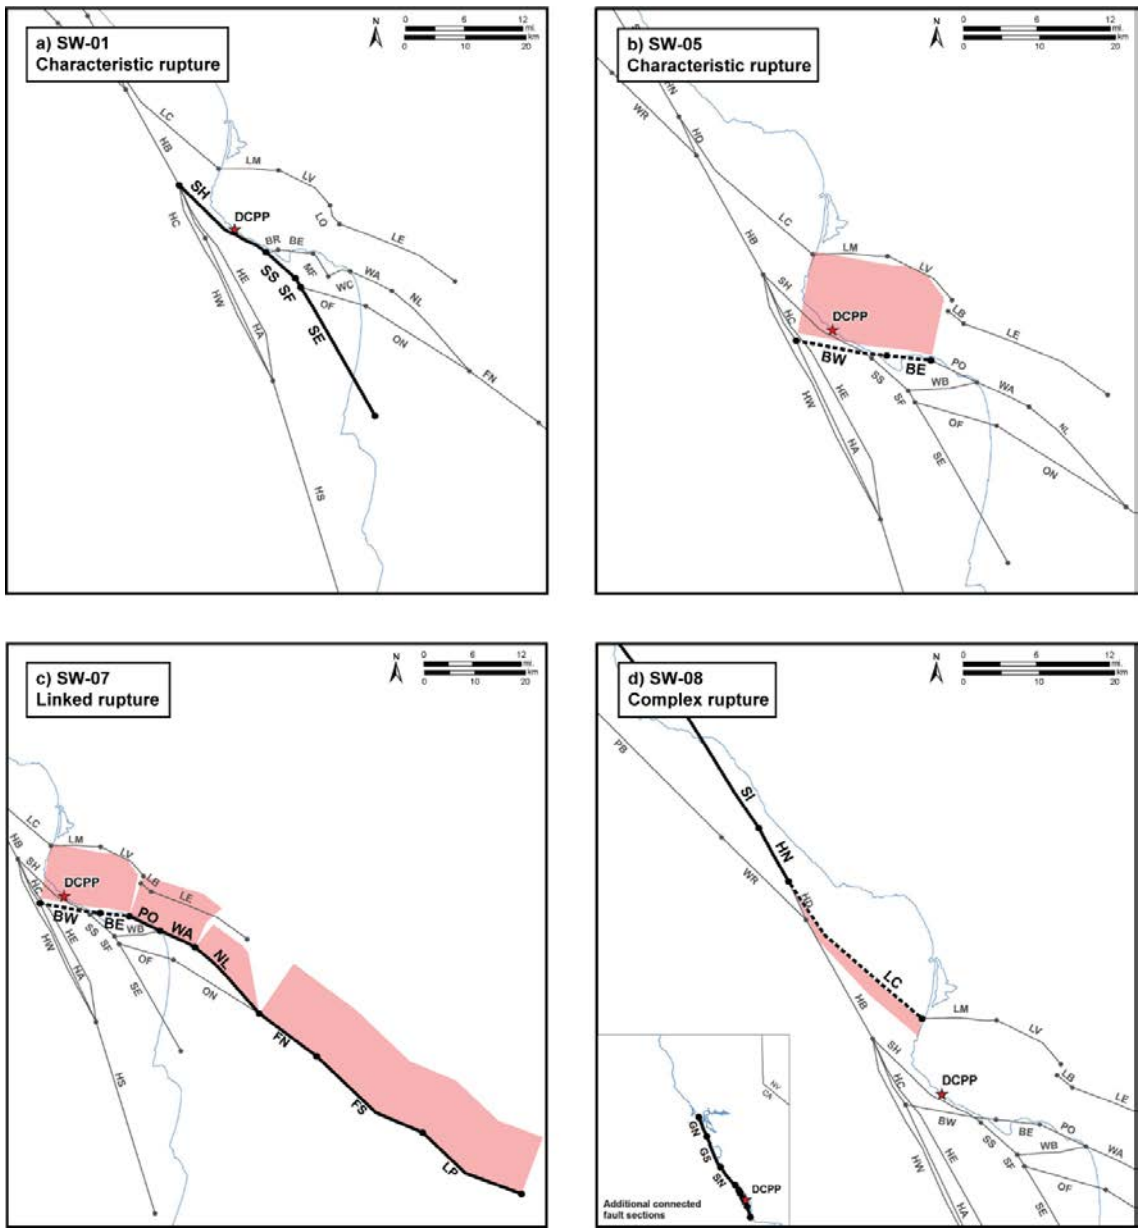 a) SW-01
Characteristic rupture
N
0 6 12
mi.
km
0 10 20
LC
HB
LM
LV
SH
LO
HC
DCPP
BR
BE
LE
HE
SS
MF
WA
HW
SF
WC
NL
OF
HA
SE
ON
FN
HS
b) SW-05
Characteristic rupture
N
0 6 12
mi.
km
0 10 20
HN
WR
HD
LC
LM
HB
LV
SH
LB
HC
DCPP
LE
BW
BE
PO
SS
HE
WB
WA
HW
SF
OF
NL
HA
SE
ON
c) SW-07
Linked rupture
N
0 6 12
mi.
km
0 10 20
LC
HB
LM
LV
SH
LB
LE
HC
DCPP
BW
BE
PO
SS
WB
WA
HE
SF
HW
OF
NL
HA
SE
ON
FN
HS
FS
LP
d) SW-08
Complex rupture
N
0 6 12
mi.
km
0 10 20
PB
SI
HN
WR
HD
LC
HB
LM
LV
SH
LB
HC
DCPP
LE
BW
BE
PO
SS
WB
WA
HW
HE
SF
OF
HA
SE
NV
CA
GN
GS
SN
DCPP
Additional connected
fault sections